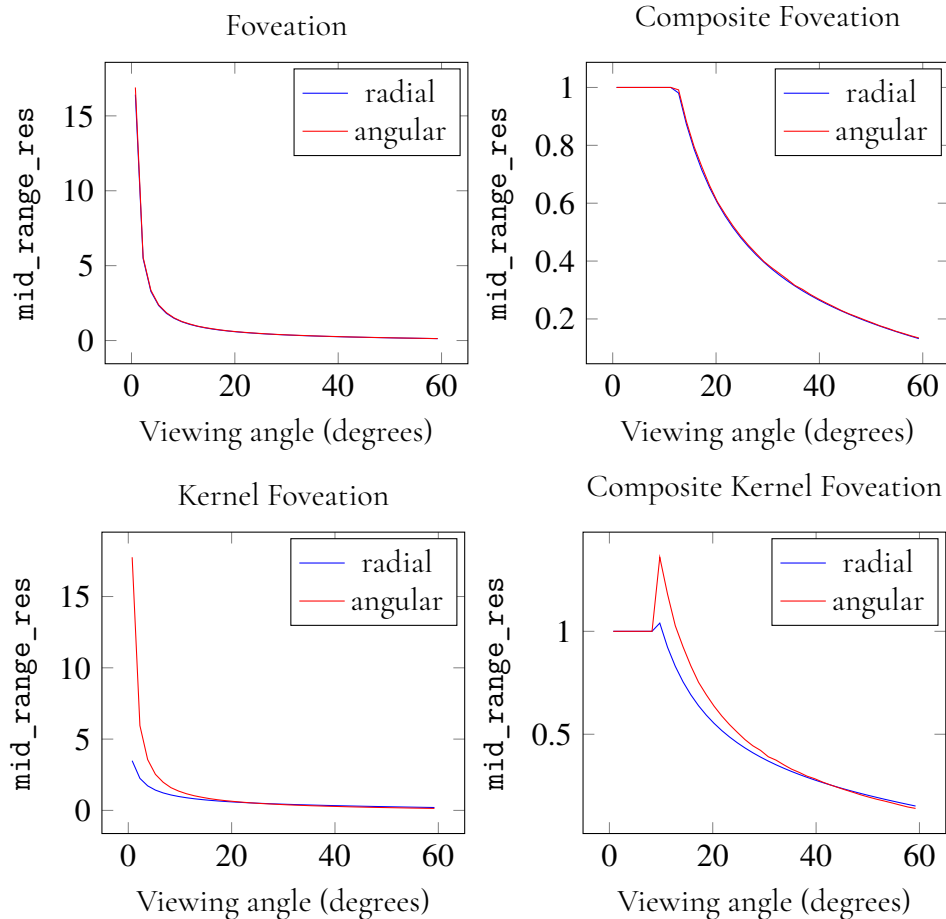 Foveation
radial
angular
15
10
5
0
mid_range_res
0 20 40 60
Viewing angle (degrees)
Composite Foveation
radial
angular
1
0.8
0.6
0.4
0.2
mid_range_res
0 20 40 60
Viewing angle (degrees)
Kernel Foveation
radial
angular
15
10
5
0
mid_range_res
0 20 40 60
Viewing angle (degrees)
Composite Kernel Foveation
radial
angular
1
0.5
mid_range_res
0 20 40 60
Viewing angle (degrees)